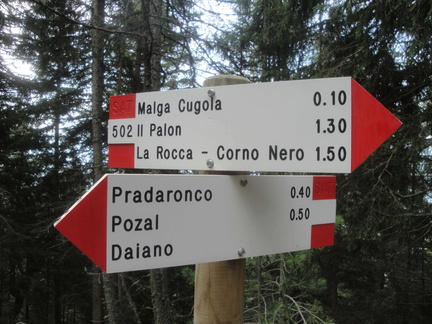 SAT Malga Cugola 0.10
502 Il Palon 1.30
La Rocca - Corno Nero 1.50
Pradaronco 0.40 SAT
Pozal 0.50
Daiano